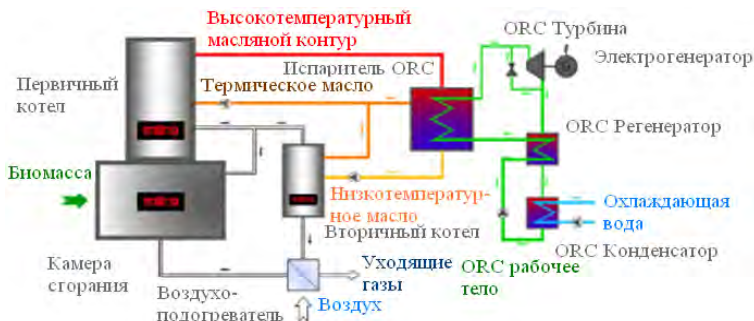 Высокотемпературный
масляной контур
ORC Турбина
Электрогенератор
Испаритель ORC
Первичный
котел
Термическое масло
ORC Регенератор
Биомасса
Низкотемператур-
ное масло
Охлаждающая
вода
Вторичный котел
ORC Конденсатор
Камера
сгорания
Уходящие
газы
ORC рабочее
тело
Воздухо-
подогреватель
Воздух